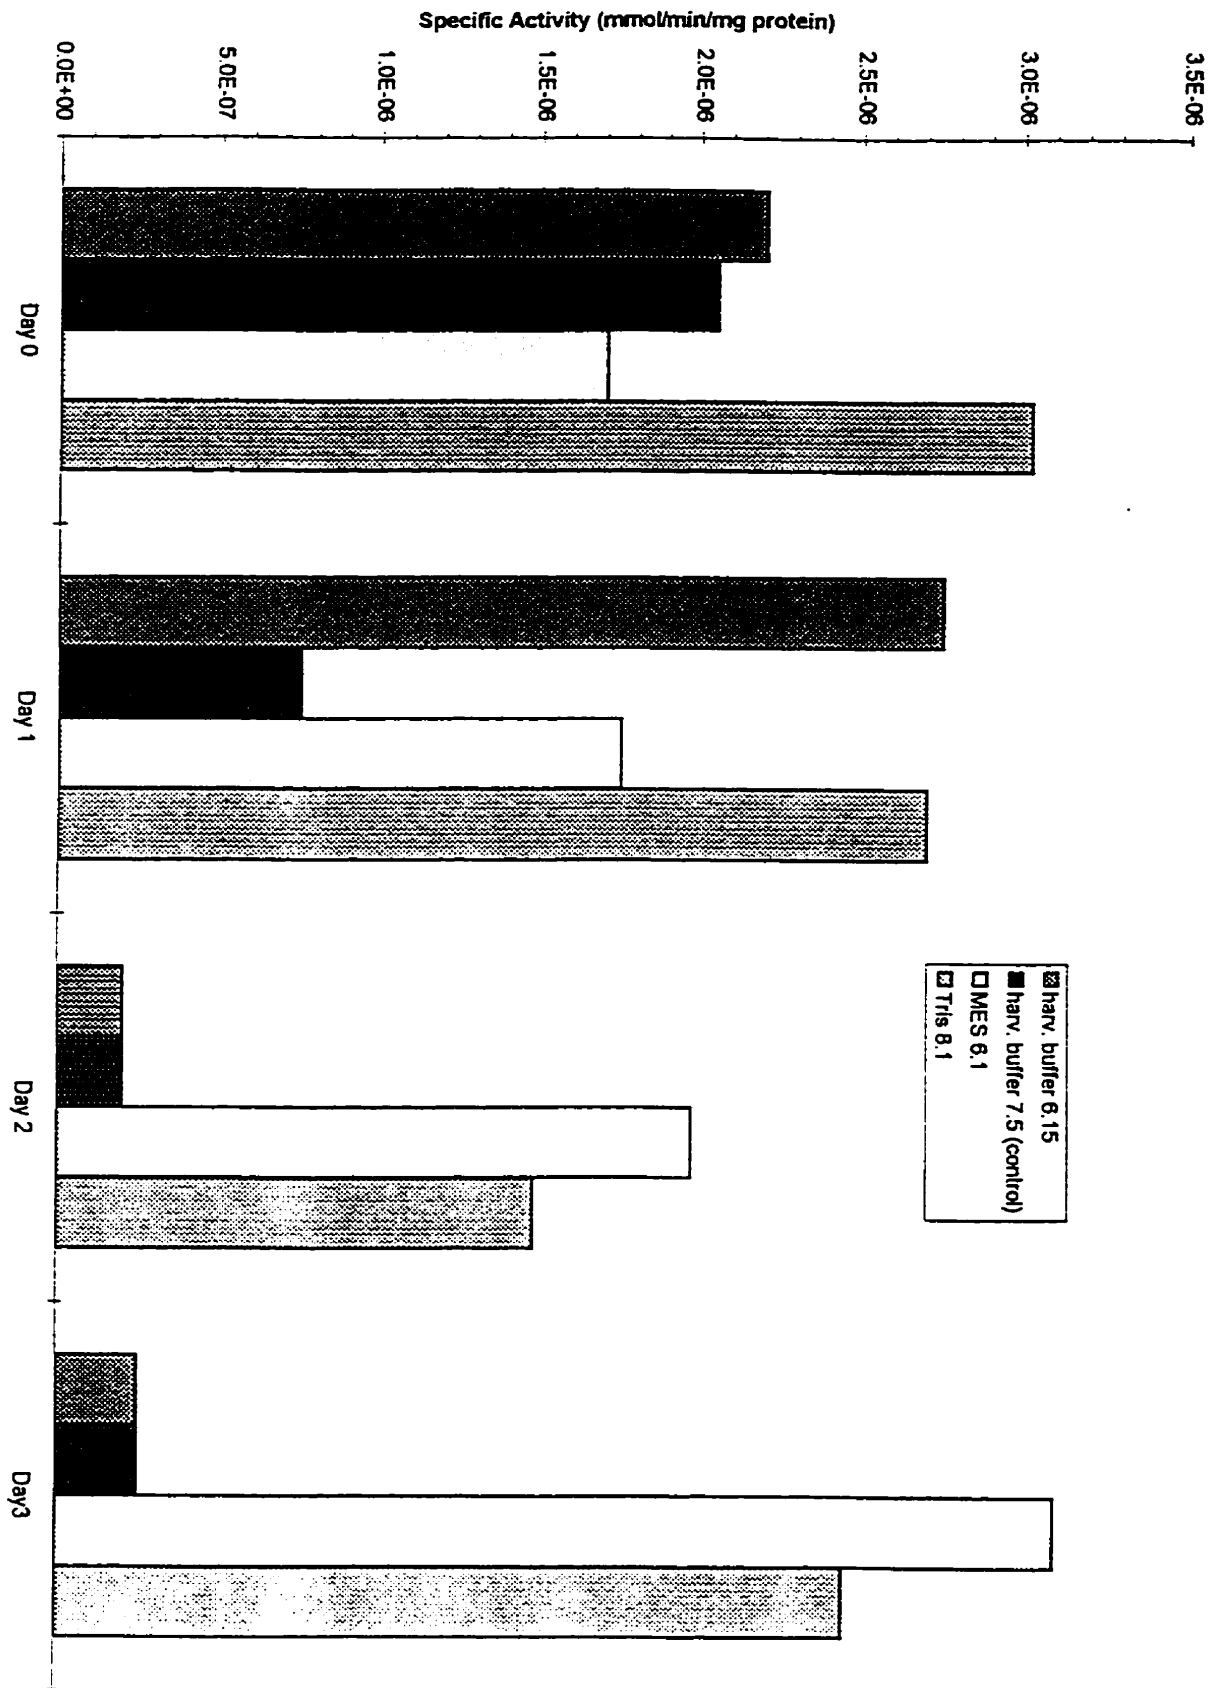 Specific Activity (mmol/min/mg protein)
3.5E-06
3.0E-06
2.5E-06
2.0E-06
1.5E-06
1.0E-06
5.0E-07
0.0E+00
harv. buffer 6.15
harv. buffer 7.5 (control)
MES 6.1
Tris 8.1
Day 0
Day 1
Day 2
Day3